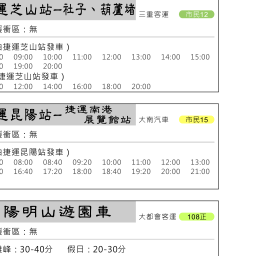 運芝山站─社子、葫蘆堵 三重客運 市民12
衝區：無
捷運芝山站發車）
09:00 10:00 11:00 12:00 13:00 14:00 15:00
19:00 20:00
捷運芝山站發車）
12:00 14:00 16:00 18:00 20:00
運昆陽站─捷運南港展覽館站 大南汽車 市民15
衝區：無
捷運昆陽站發車）
08:00 08:40 09:20 10:00 11:00 12:00 13:00
16:40 17:20 18:00 18:40 19:20 20:00 21:00
陽明山遊園車 大都會客運 108正
衝區：無
峰：30-40分 假日：20-30分